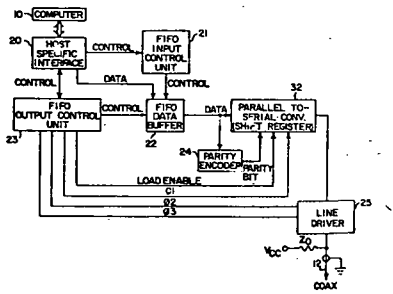 10
COMPUTER
20
HOST
SPECIFIC
INTERFACE
CONTROL
21
FIFO
INPUT
CONTROL
UNIT
CONTROL
DATA
CONTROL
FIFO
OUTPUT CONTROL
UNIT
23
CONTROL
FIFO DATA
BUFFER
22
DATA
32
PARALLEL TO-
SERIAL CONV.
(SHIFT REGISTER)
24
PARITY
ENCODER
PARITY
BIT
LOAD ENABLE
C1
Ø2
Ø3
LINE
DRIVER
25
VCC
Z0
12
COAX